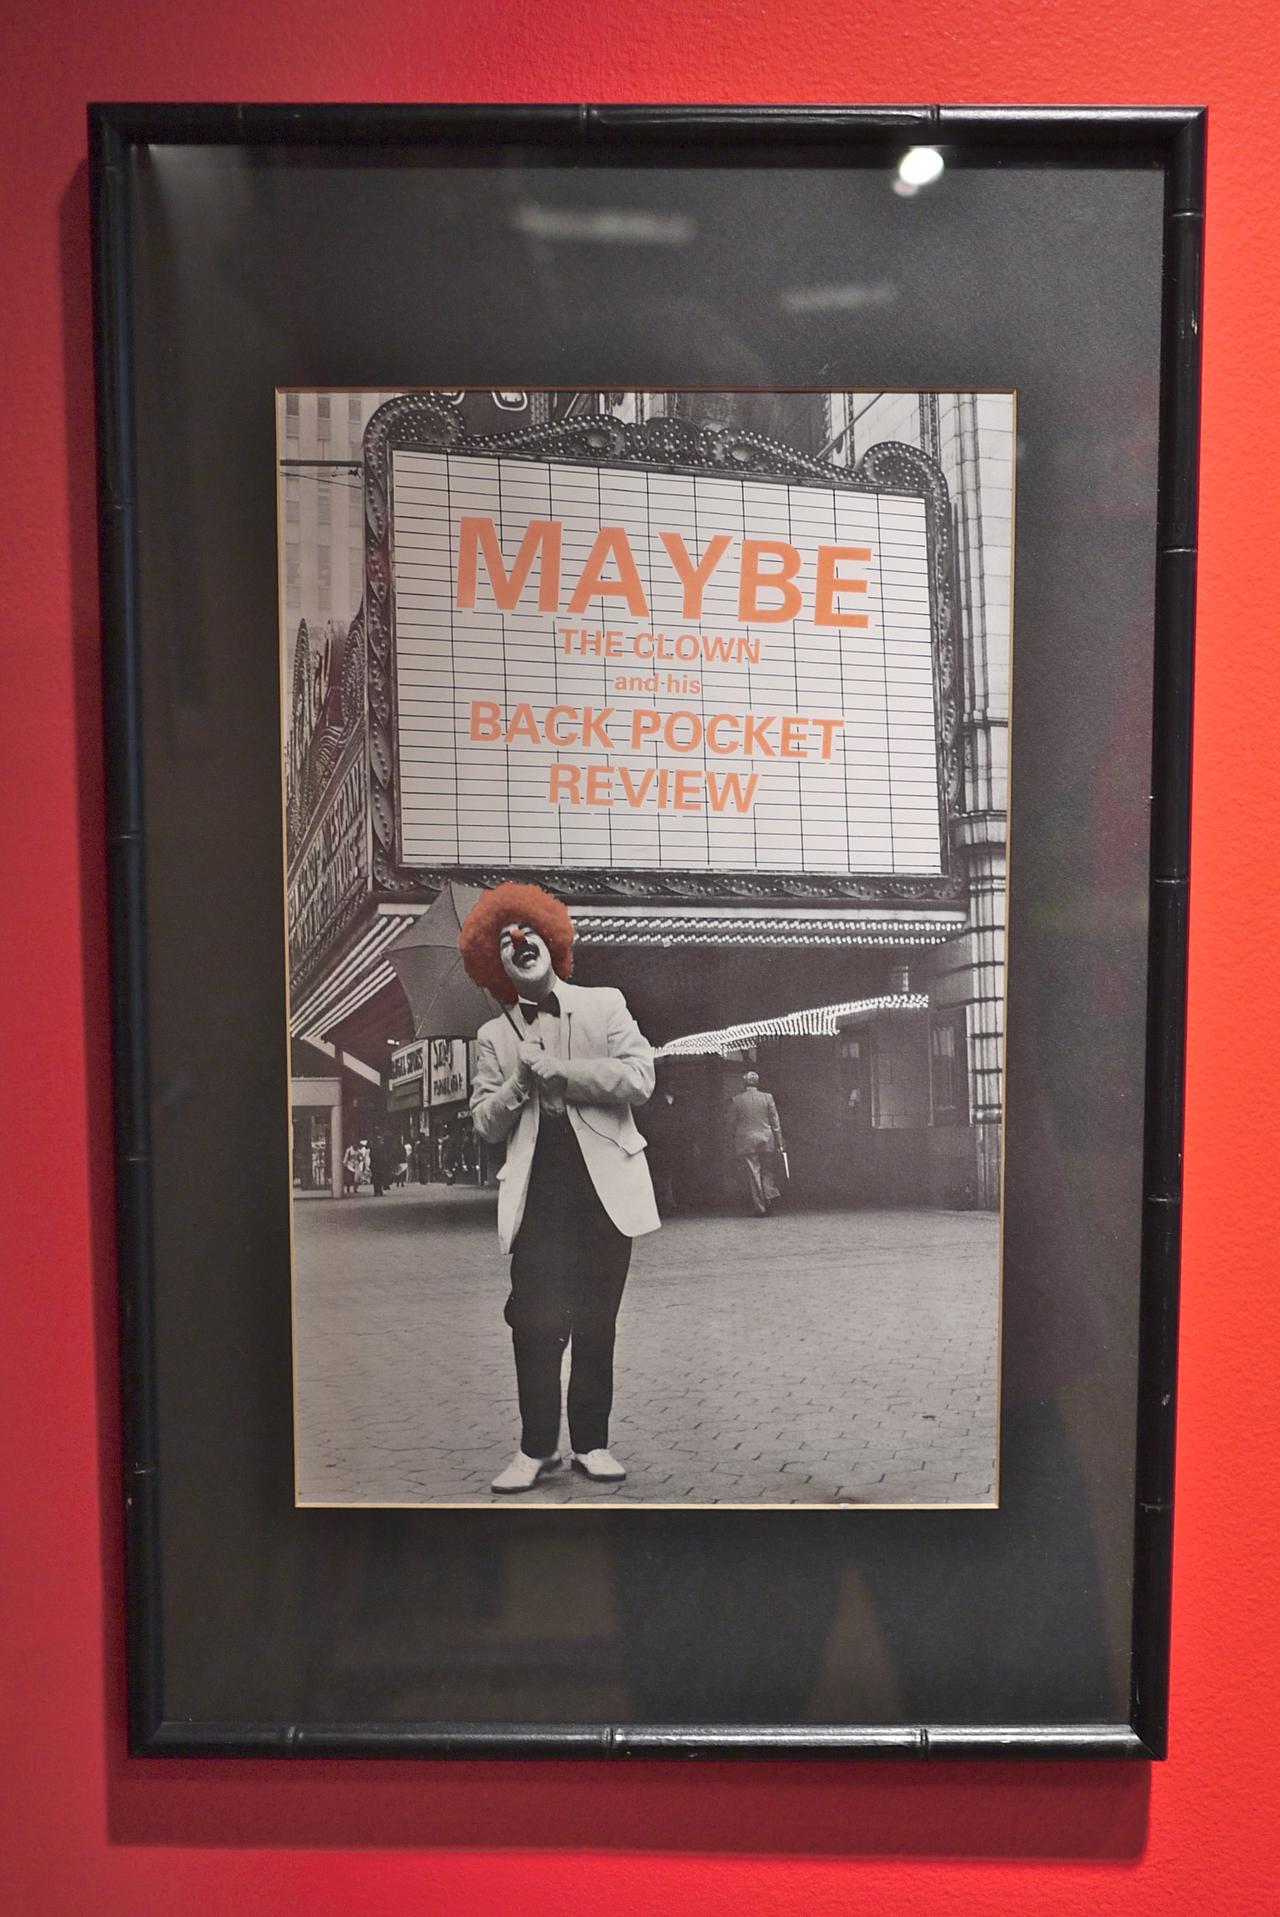 MAYBE
THE CLOWN
and his
BACK POCKET
REVIEW